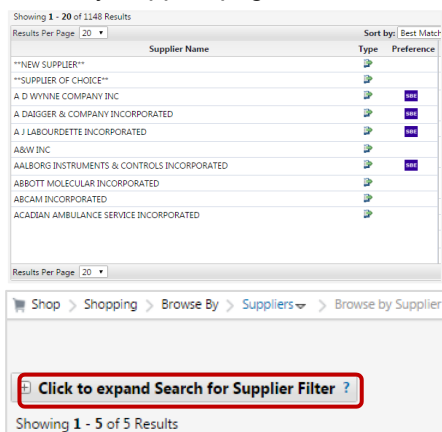 Showing 1 - 20 of 1148 Results
Results Per Page 20 Sort by: Best Match
Supplier Name Type Preference
**NEW SUPPLIER**
**SUPPLIER OF CHOICE**
A D WYNNE COMPANY INC SBE
A DAIGGER & COMPANY INCORPORATED SBE
A J LABOURDETTE INCORPORATED SBE
A&W INC
AALBORG INSTRUMENTS & CONTROLS INCORPORATED SBE
ABBOTT MOLECULAR INCORPORATED
ABCAM INCORPORATED
ACADIAN AMBULANCE SERVICE INCORPORATED
Results Per Page 20
Shop > Shopping > Browse By > Suppliers > Browse by Supplier
Click to expand Search for Supplier Filter ?
Showing 1 - 5 of 5 Results